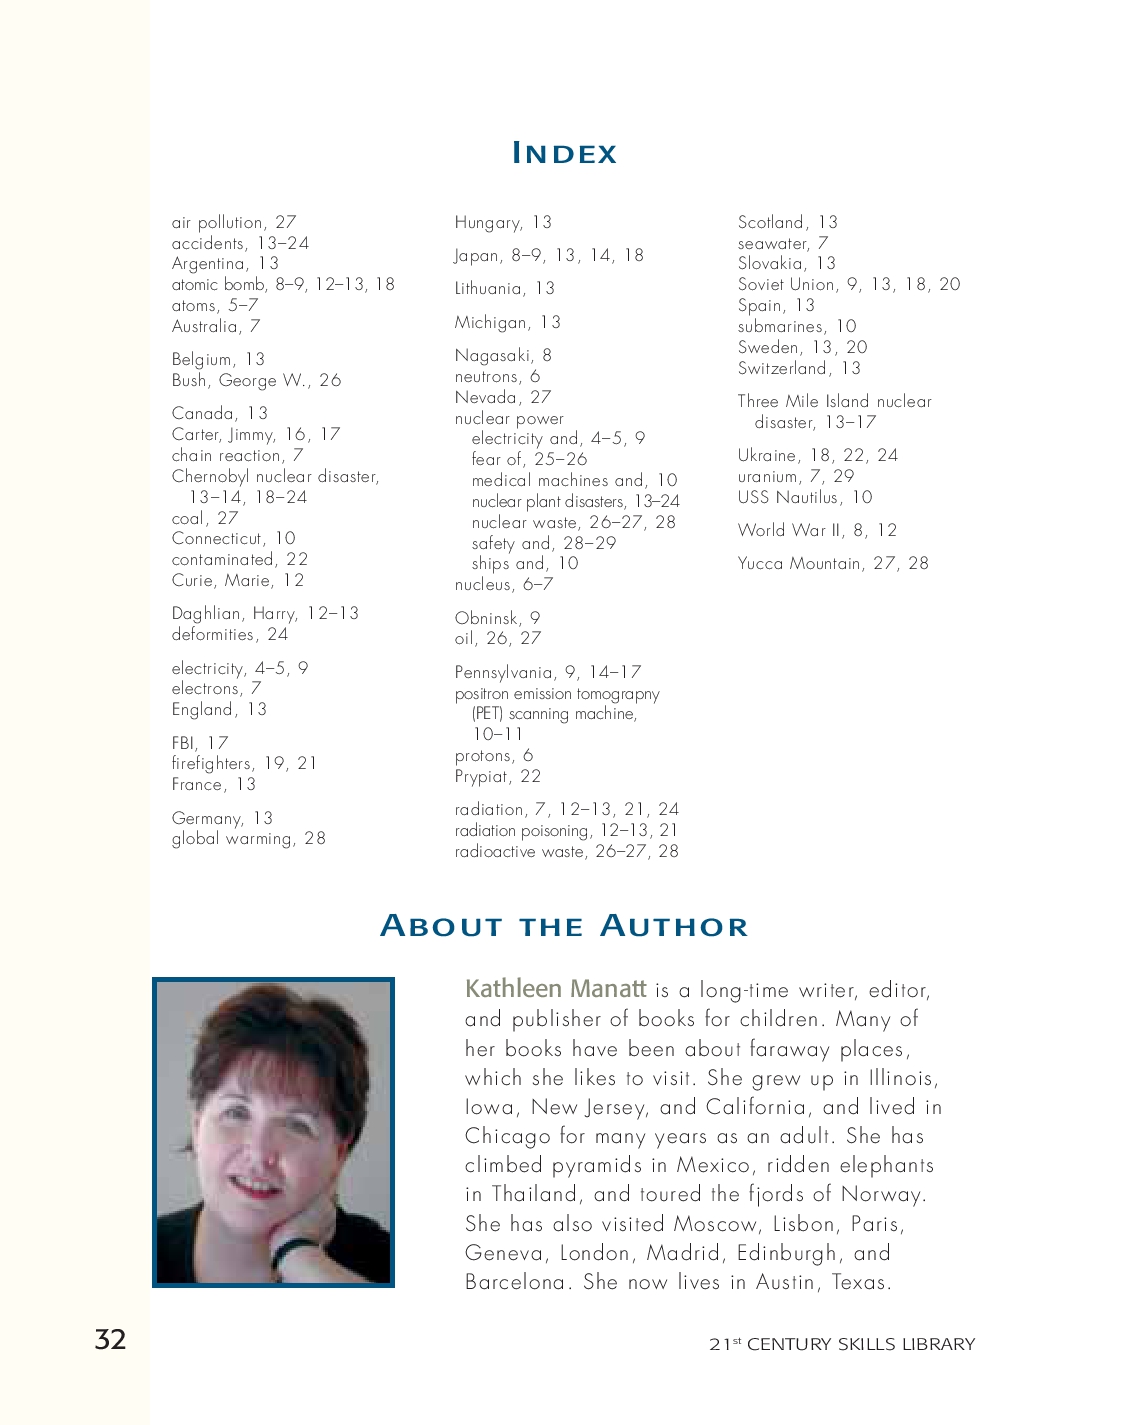 INDEX
air pollution, 27
accidents, 13–24
Argentina, 13
atomic bomb, 8–9, 12–13, 18
atoms, 5–7
Australia, 7
Belgium, 13
Bush, George W., 26
Canada, 13
Carter, Jimmy, 16, 17
chain reaction, 7
Chernobyl nuclear disaster,
13–14, 18–24
coal, 27
Connecticut, 10
contaminated, 22
Curie, Marie, 12
Daghlian, Harry, 12–13
deformities, 24
electricity, 4–5, 9
electrons, 7
England, 13
FBI, 17
firefighters, 19, 21
France, 13
Germany, 13
global warming, 28
Hungary, 13
Japan, 8–9, 13, 14, 18
Lithuania, 13
Michigan, 13
Nagasaki, 8
neutrons, 6
Nevada, 27
nuclear power
electricity and, 4–5, 9
fear of, 25–26
medical machines and, 10
nuclear plant disasters, 13–24
nuclear waste, 26–27, 28
safety and, 28–29
ships and, 10
nucleus, 6–7
Obninsk, 9
oil, 26, 27
Pennsylvania, 9, 14–17
positron emission tomograpny
(PET) scanning machine,
10–11
protons, 6
Prypiat, 22
radiation, 7, 12–13, 21, 24
radiation poisoning, 12–13, 21
radioactive waste, 26–27, 28
Scotland, 13
seawater, 7
Slovakia, 13
Soviet Union, 9, 13, 18, 20
Spain, 13
submarines, 10
Sweden, 13, 20
Switzerland, 13
Three Mile Island nuclear
disaster, 13–17
Ukraine, 18, 22, 24
uranium, 7, 29
USS Nautilus, 10
World War II, 8, 12
Yucca Mountain, 27, 28
ABOUT THE AUTHOR
Kathleen Manatt is a long-time writer, editor,
and publisher of books for children. Many of
her books have been about faraway places,
which she likes to visit. She grew up in Illinois,
Iowa, New Jersey, and California, and lived in
Chicago for many years as an adult. She has
climbed pyramids in Mexico, ridden elephants
in Thailand, and toured the fjords of Norway.
She has also visited Moscow, Lisbon, Paris,
Geneva, London, Madrid, Edinburgh, and
Barcelona. She now lives in Austin, Texas.
32
21st CENTURY SKILLS LIBRARY